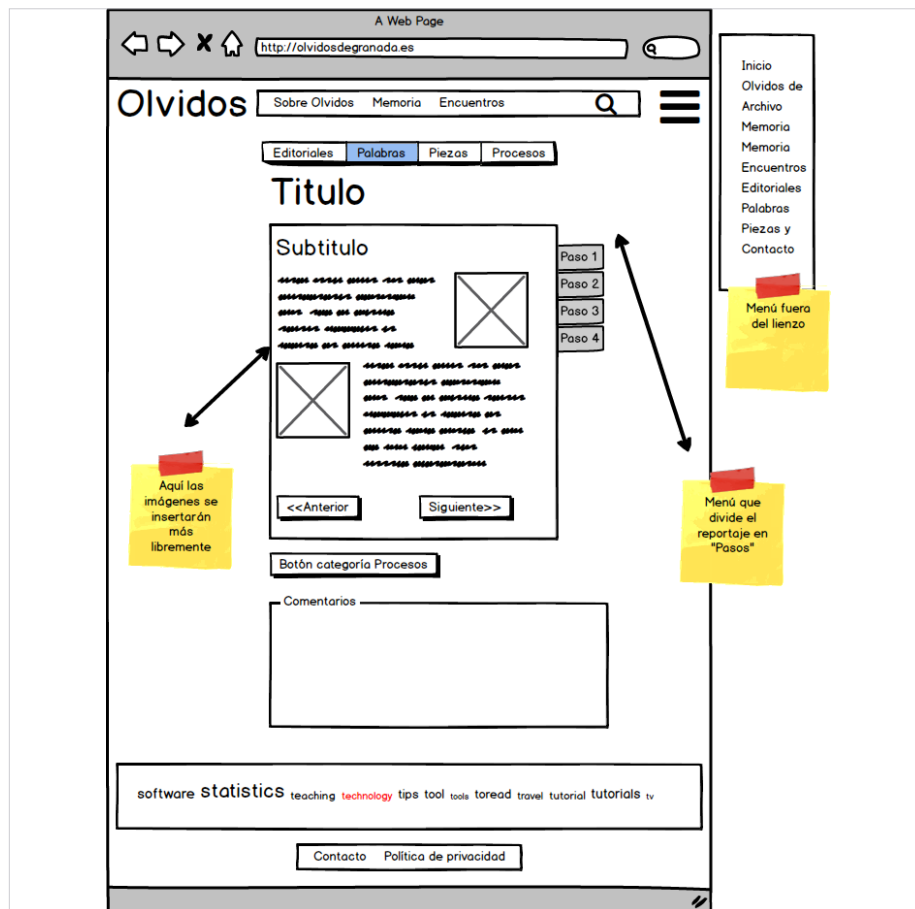 A Web Page
http://olvidosdegranada.es
Olvidos
Sobre Olvidos Memoria Encuentros
Editoriales Palabras Piezas Procesos
Titulo
Subtitulo
Paso 1
Paso 2
Paso 3
Paso 4
<<Anterior Siguiente>>
Botón categoría Procesos
Comentarios
software statistics teaching technology tips tool tools toread travel tutorial tutorials tv
Contacto Política de privacidad
Inicio
Olvidos de
Archivo
Memoria
Memoria
Encuentros
Editoriales
Palabras
Piezas y
Contacto
Menú fuera
del lienzo
Aquí las
imágenes se
insertarán
más
libremente
Menú que
divide el
reportaje en
"Pasos"